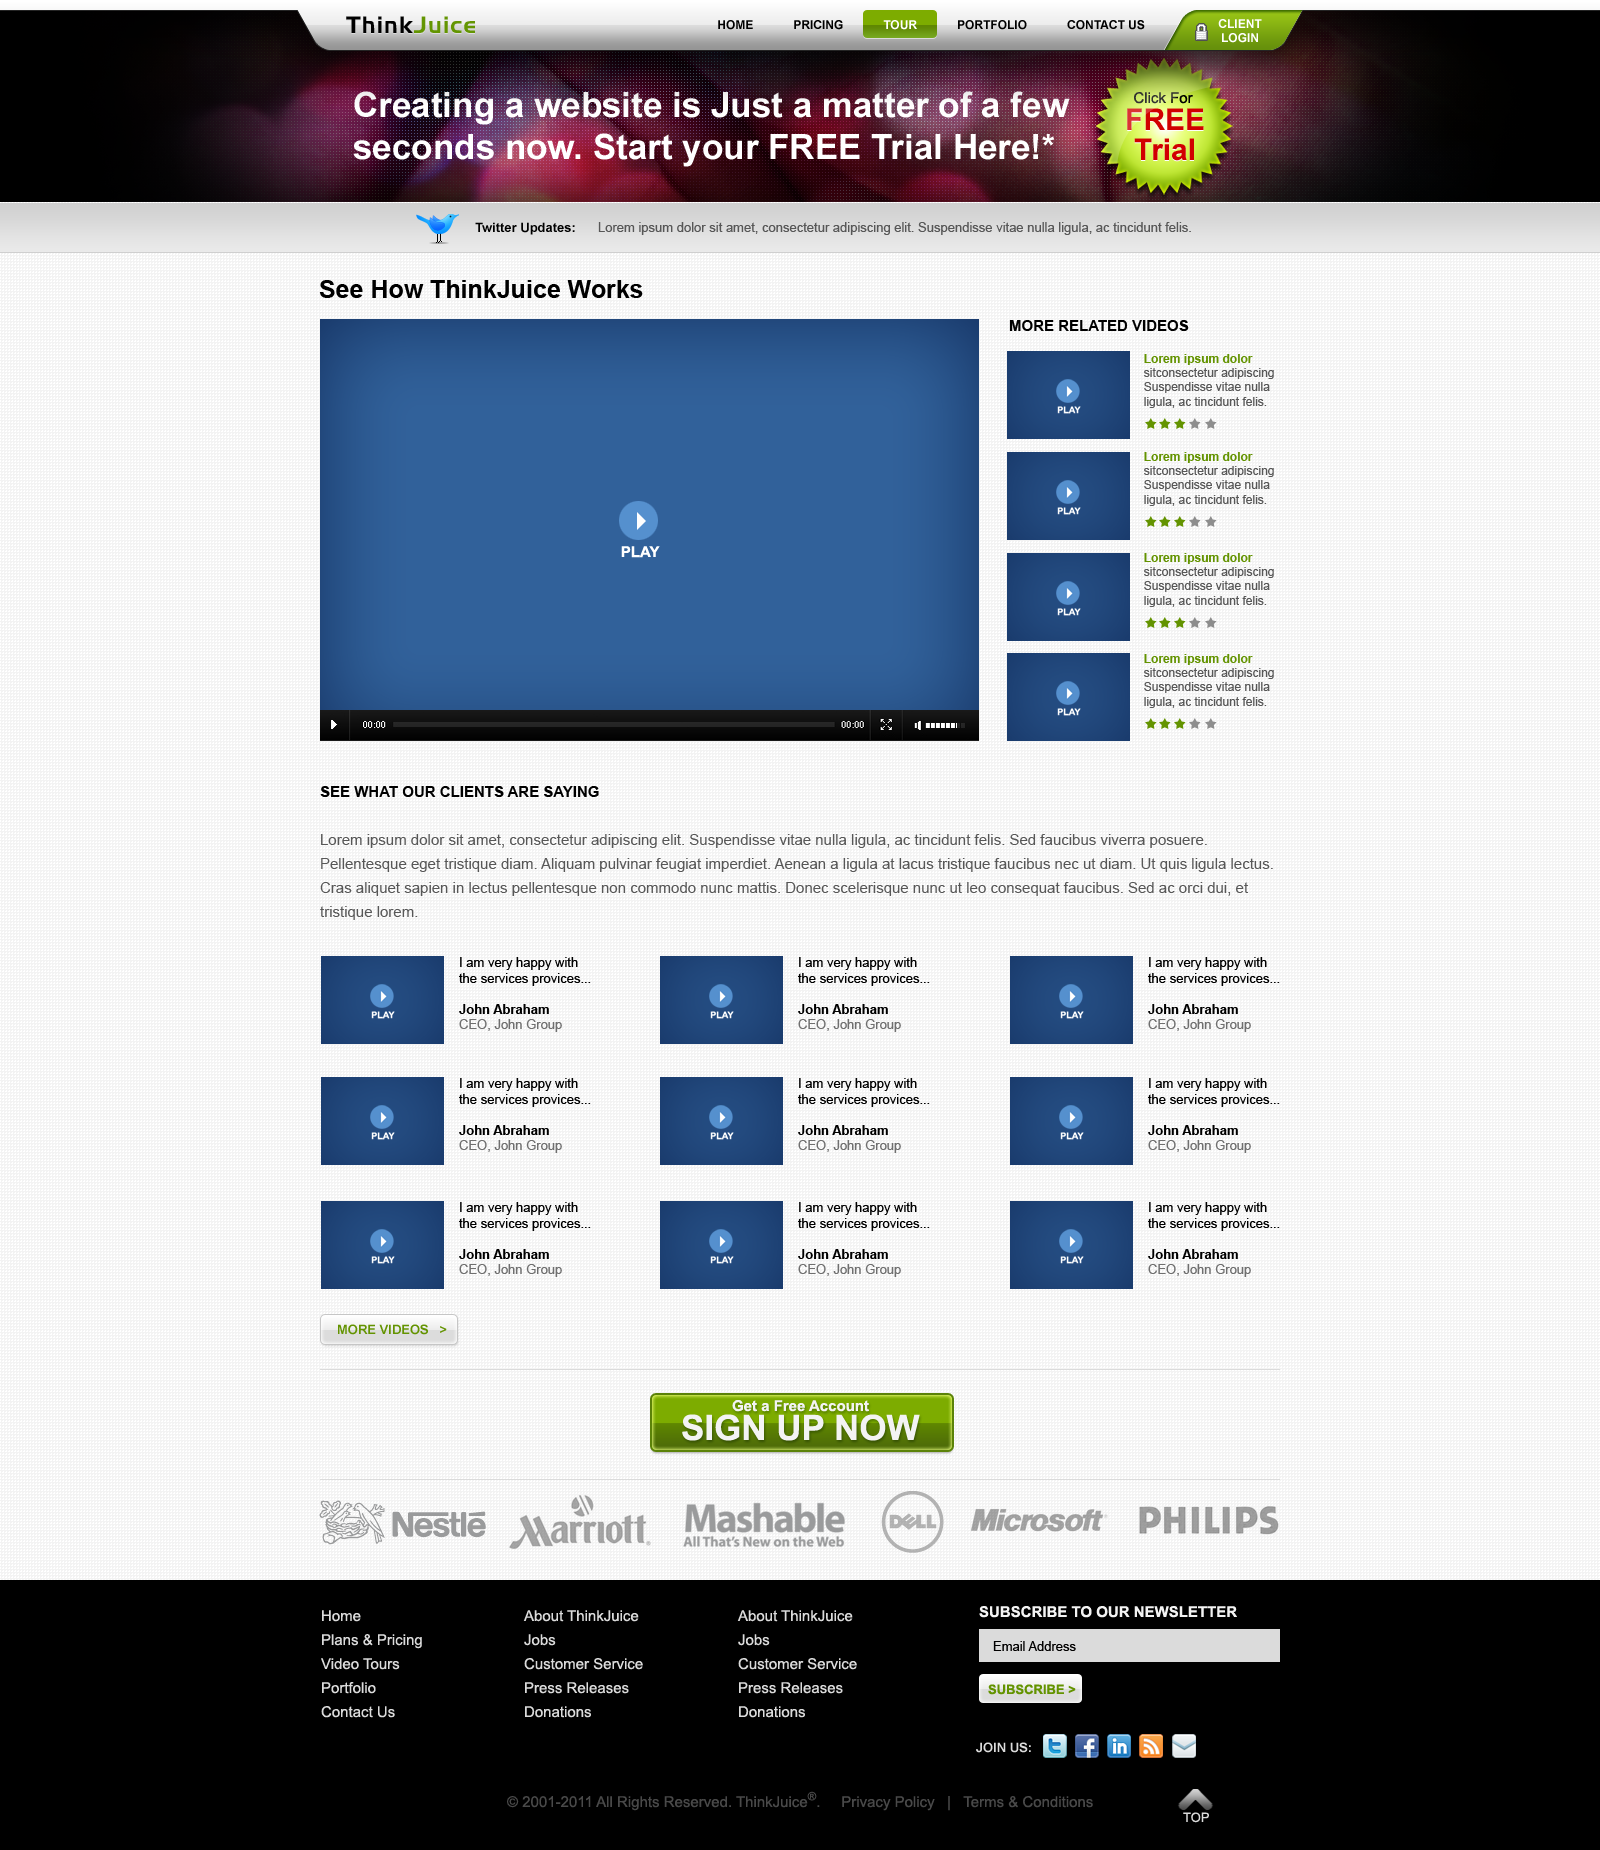 ThinkJuice
HOME PRICING TOUR PORTFOLIO CONTACT US
CLIENT
LOGIN
Creating a website is Just a matter of a few
seconds now. Start your FREE Trial Here!*
Click For
FREE
Trial
Twitter Updates: Lorem ipsum dolor sit amet, consectetur adipiscing elit. Suspendisse vitae nulla ligula, ac tincidunt felis.
See How ThinkJuice Works
PLAY
00:00 00:00
MORE RELATED VIDEOS
PLAY
Lorem ipsum dolor
sitconsectetur adipiscing
Suspendisse vitae nulla
ligula, ac tincidunt felis.
PLAY
Lorem ipsum dolor
sitconsectetur adipiscing
Suspendisse vitae nulla
ligula, ac tincidunt felis.
PLAY
Lorem ipsum dolor
sitconsectetur adipiscing
Suspendisse vitae nulla
ligula, ac tincidunt felis.
PLAY
Lorem ipsum dolor
sitconsectetur adipiscing
Suspendisse vitae nulla
ligula, ac tincidunt felis.
SEE WHAT OUR CLIENTS ARE SAYING
Lorem ipsum dolor sit amet, consectetur adipiscing elit. Suspendisse vitae nulla ligula, ac tincidunt felis. Sed faucibus viverra posuere.
Pellentesque eget tristique diam. Aliquam pulvinar feugiat imperdiet. Aenean a ligula at lacus tristique faucibus nec ut diam. Ut quis ligula lectus.
Cras aliquet sapien in lectus pellentesque non commodo nunc mattis. Donec scelerisque nunc ut leo consequat faucibus. Sed ac orci dui, et
tristique lorem.
PLAY
I am very happy with
the services provices...
John Abraham
CEO, John Group
PLAY
I am very happy with
the services provices...
John Abraham
CEO, John Group
PLAY
I am very happy with
the services provices...
John Abraham
CEO, John Group
PLAY
I am very happy with
the services provices...
John Abraham
CEO, John Group
PLAY
I am very happy with
the services provices...
John Abraham
CEO, John Group
PLAY
I am very happy with
the services provices...
John Abraham
CEO, John Group
PLAY
I am very happy with
the services provices...
John Abraham
CEO, John Group
PLAY
I am very happy with
the services provices...
John Abraham
CEO, John Group
PLAY
I am very happy with
the services provices...
John Abraham
CEO, John Group
MORE VIDEOS >
Get a Free Account
SIGN UP NOW
Nestlé
Marriott
Mashable
All That's New on the Web
DELL
Microsoft
PHILIPS
Home
Plans & Pricing
Video Tours
Portfolio
Contact Us
About ThinkJuice
Jobs
Customer Service
Press Releases
Donations
About ThinkJuice
Jobs
Customer Service
Press Releases
Donations
SUBSCRIBE TO OUR NEWSLETTER
Email Address
SUBSCRIBE >
JOIN US:
© 2001-2011 All Rights Reserved. ThinkJuice®. Privacy Policy | Terms & Conditions
TOP